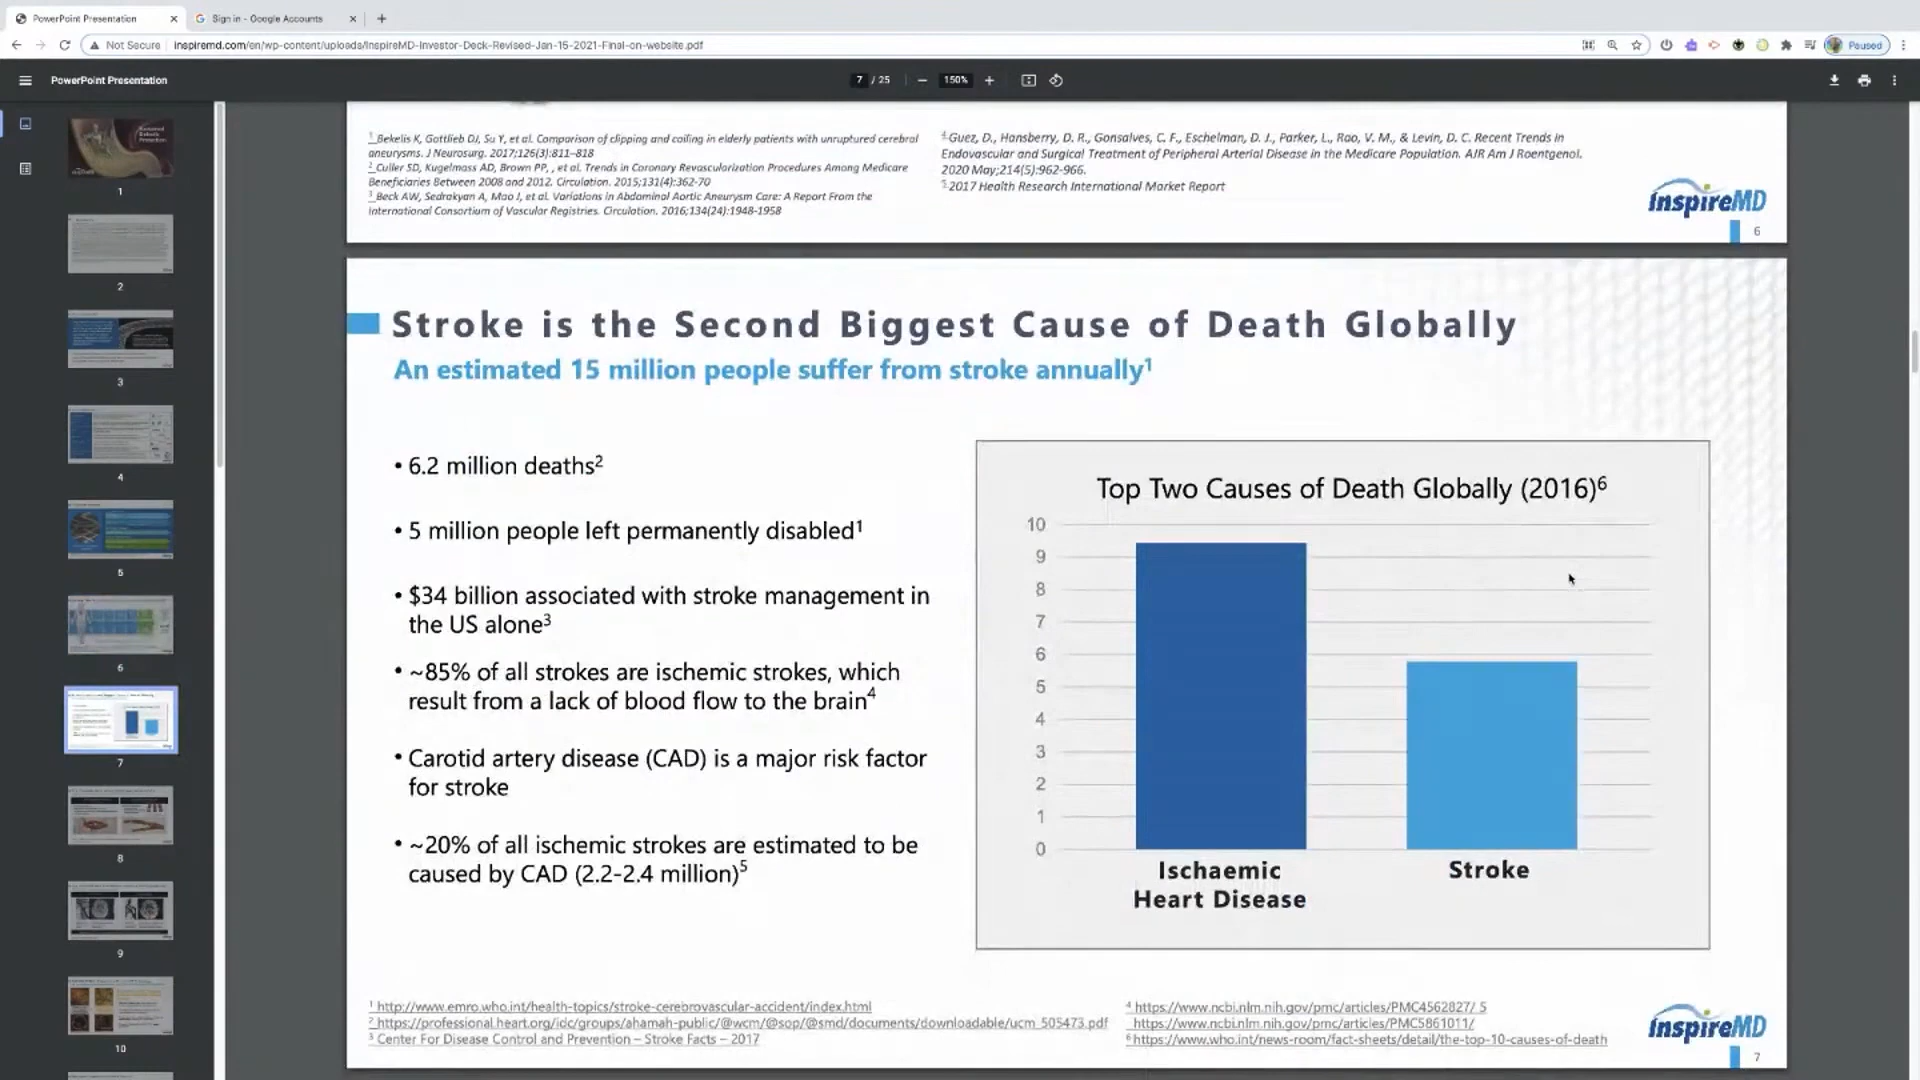 PowerPoint Presentation
Sign in - Google Accounts
Not Secure
inspiremd.com/en/wp-content/uploads/InspireMD-Investor-Deck-Revised-Jan-15-2021-Final-on-website.pdf
Paused
PowerPoint Presentation
7 / 25
150%
1
2
3
4
5
6
7
8
9
10
1 Bekelis K, Gottlieb DJ, Su Y, et al. Comparison of clipping and coiling in elderly patients with unruptured cerebral
aneurysms. J Neurosurg. 2017;126(3):811–818
2 Culler SD, Kugelmass AD, Brown PP, , et al. Trends in Coronary Revascularization Procedures Among Medicare
Beneficiaries Between 2008 and 2012. Circulation. 2015;131(4):362-70
3 Beck AW, Sedrakyan A, Mao J, et al. Variations in Abdominal Aortic Aneurysm Care: A Report From the
International Consortium of Vascular Registries. Circulation. 2016;134(24):1948-1958
4 Guez, D., Hansberry, D. R., Gonsalves, C. F., Eschelman, D. J., Parker, L., Rao, V. M., & Levin, D. C. Recent Trends in
Endovascular and Surgical Treatment of Peripheral Arterial Disease in the Medicare Population. AJR Am J Roentgenol.
2020 May;214(5):962-966.
5 2017 Health Research International Market Report
InspireMD
6
Stroke is the Second Biggest Cause of Death Globally
An estimated 15 million people suffer from stroke annually1
• 6.2 million deaths2
• 5 million people left permanently disabled1
• $34 billion associated with stroke management in
the US alone3
• ~85% of all strokes are ischemic strokes, which
result from a lack of blood flow to the brain4
• Carotid artery disease (CAD) is a major risk factor
for stroke
• ~20% of all ischemic strokes are estimated to be
caused by CAD (2.2-2.4 million)5
Top Two Causes of Death Globally (2016)6
10
9
8
7
6
5
4
3
2
1
0
Ischaemic
Heart Disease
Stroke
1 http://www.emro.who.int/health-topics/stroke-cerebrovascular-accident/index.html
2 https://professional.heart.org/idc/groups/ahamah-public/@wcm/@sop/@smd/documents/downloadable/ucm_505473.pdf
3 Center For Disease Control and Prevention – Stroke Facts – 2017
4 https://www.ncbi.nlm.nih.gov/pmc/articles/PMC4562827/ 5
https://www.ncbi.nlm.nih.gov/pmc/articles/PMC5861011/
6 https://www.who.int/news-room/fact-sheets/detail/the-top-10-causes-of-death
InspireMD
7